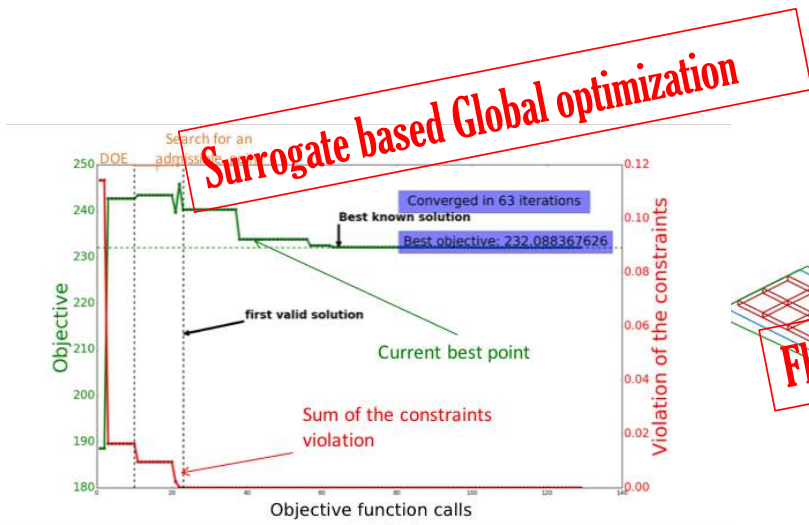 Surrogate based Global optimization
Search for an
DOE
250
240
230
220
210
200
190
180
Objective
0.12
0.10
0.08
0.06
0.04
0.02
0.00
Violation of the constraints
Converged in 63 iterations
Best known solution
Best objective: 232.088367626
first valid solution
Current best point
Sum of the constraints
violation
0 20 40 60 80 100 120 140
Objective function calls